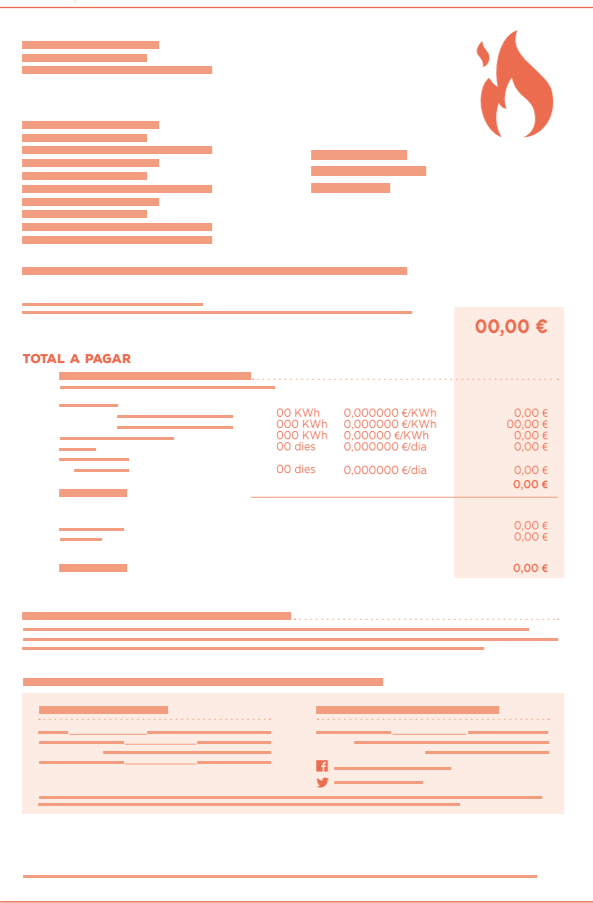 00,00 €
TOTAL A PAGAR
00 KWh 0,000000 €/KWh 0,00 €
000 KWh 0,000000 €/KWh 00,00 €
000 KWh 0,00000 €/KWh 0,00 €
00 dies 0,000000 €/dia 0,00 €
00 dies 0,000000 €/dia 0,00 €
0,00 €
0,00 €
0,00 €
0,00 €